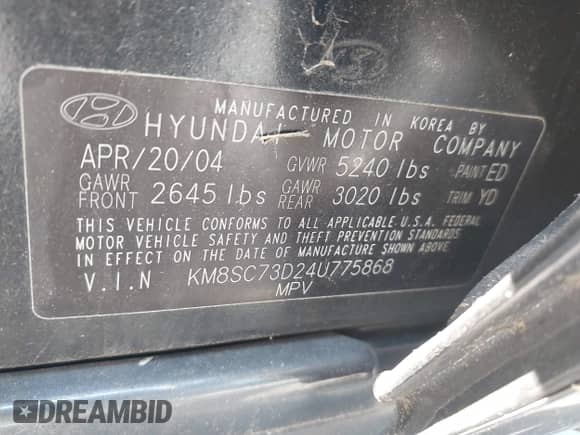 MANUFACTURED IN KOREA BY
HYUNDAI MOTOR COMPANY
APR/20/04 GVWR 5240 lbs PAINT ED
GAWR FRONT 2645 lbs GAWR REAR 3020 lbs TRIM YD
THIS VEHICLE CONFORMS TO ALL APPLICABLE U.S.A. FEDERAL
MOTOR VEHICLE SAFETY AND THEFT PREVENTION STANDARDS
IN EFFECT ON THE DATE OF MANUFACTURE SHOWN ABOVE.
V.I.N KM8SC73D24U775868
MPV
DREAMBID